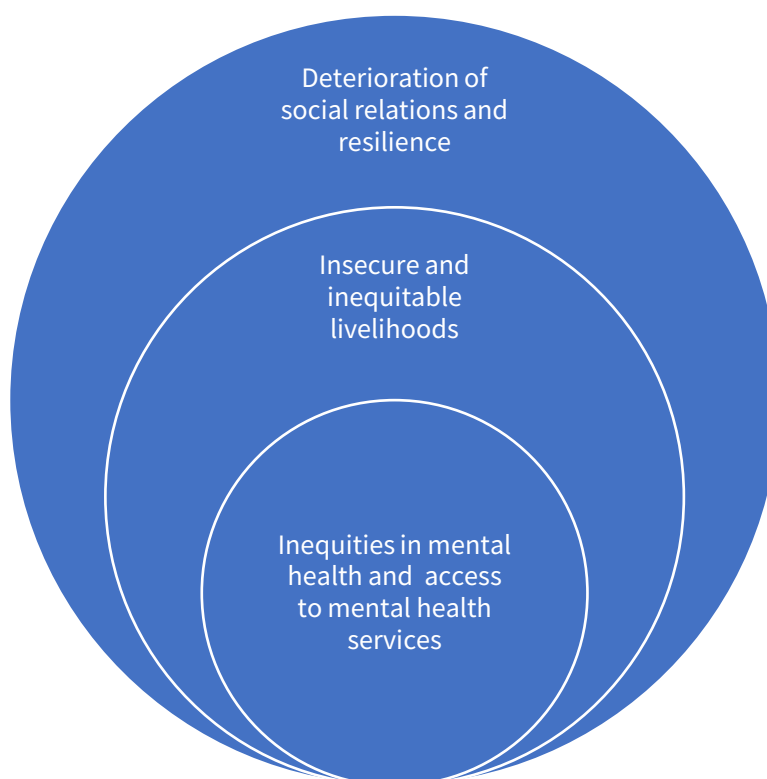 Deterioration of
social relations and
resilience
Insecure and
inequitable
livelihoods
Inequities in mental
health and  access
to mental health
services